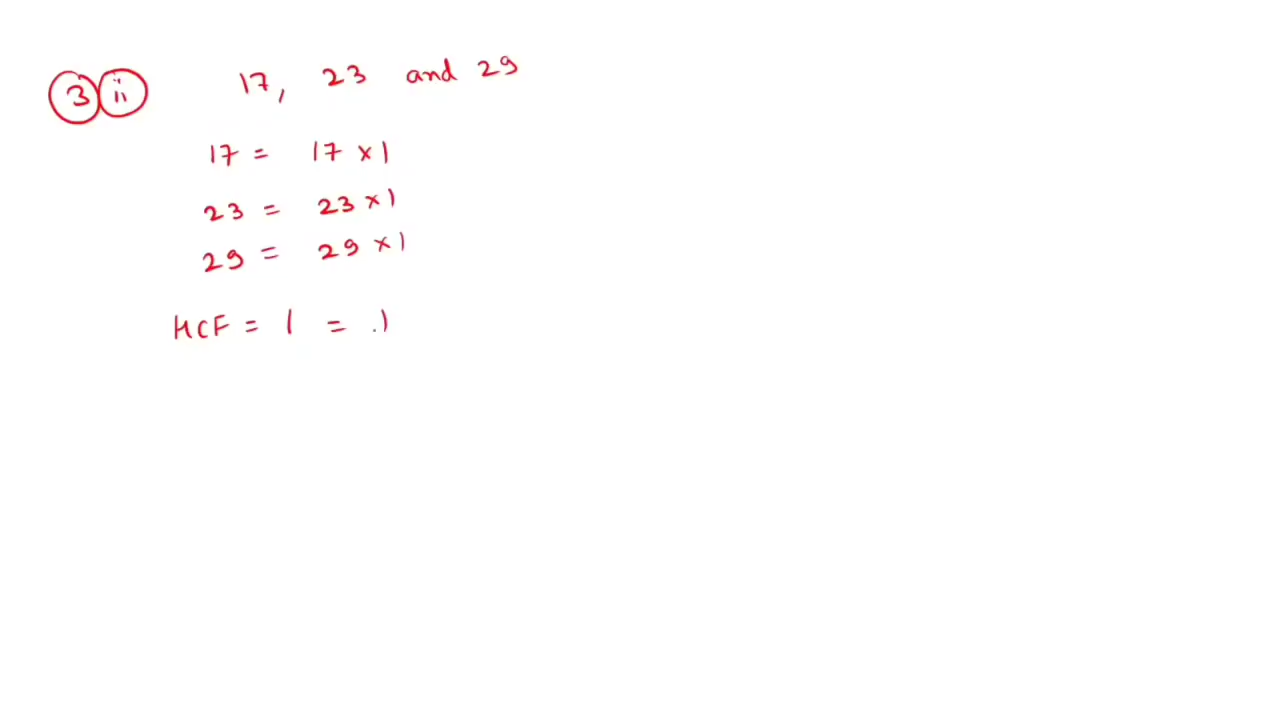 3 ii 17, 23 and 29
17 = 17 × 1
23 = 23 × 1
29 = 29 × 1
HCF = 1 = .1